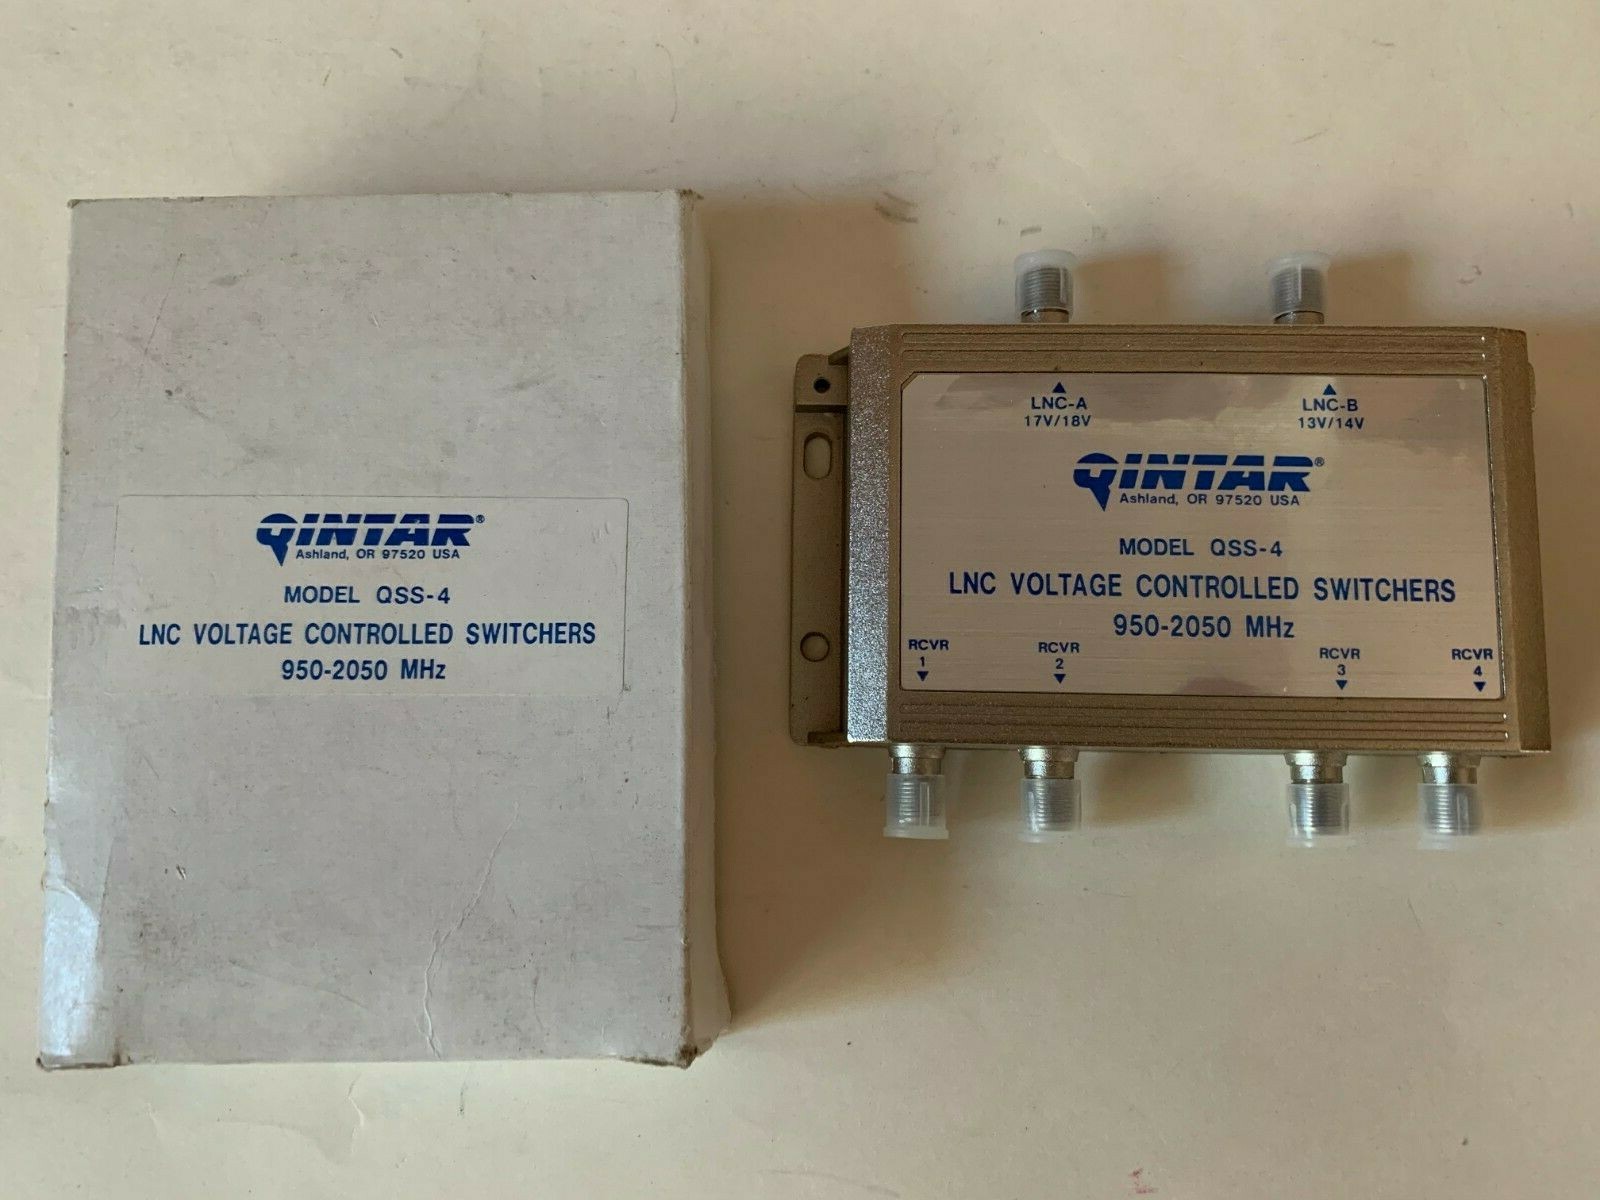 QINTAR®
Ashland, OR 97520 USA
MODEL QSS-4
LNC VOLTAGE CONTROLLED SWITCHERS
950-2050 MHz
LNC-A
17V/18V
LNC-B
13V/14V
QINTAR®
Ashland, OR 97520 USA
MODEL QSS-4
LNC VOLTAGE CONTROLLED SWITCHERS
950-2050 MHz
RCVR
1
RCVR
2
RCVR
3
RCVR
4